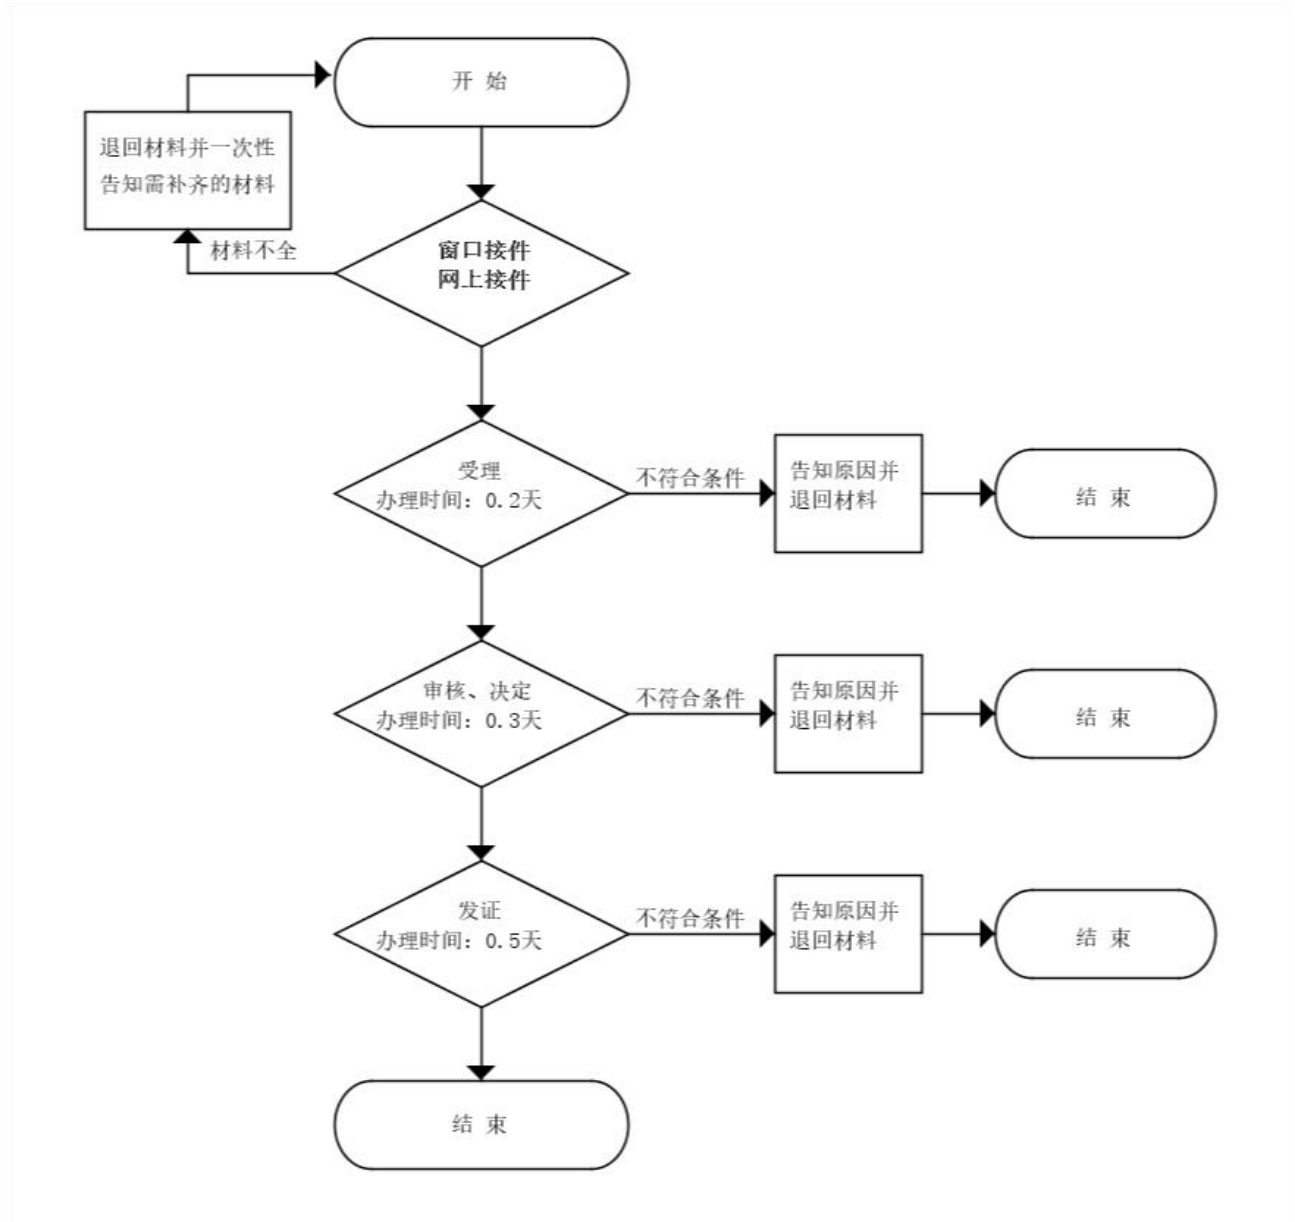 开 始
退回材料并一次性
告知需补齐的材料
材料不全
窗口接件
网上接件
受理
办理时间：0.2天
不符合条件
告知原因并
退回材料
结 束
审核、决定
办理时间：0.3天
不符合条件
告知原因并
退回材料
结 束
发证
办理时间：0.5天
不符合条件
告知原因并
退回材料
结 束
结 束